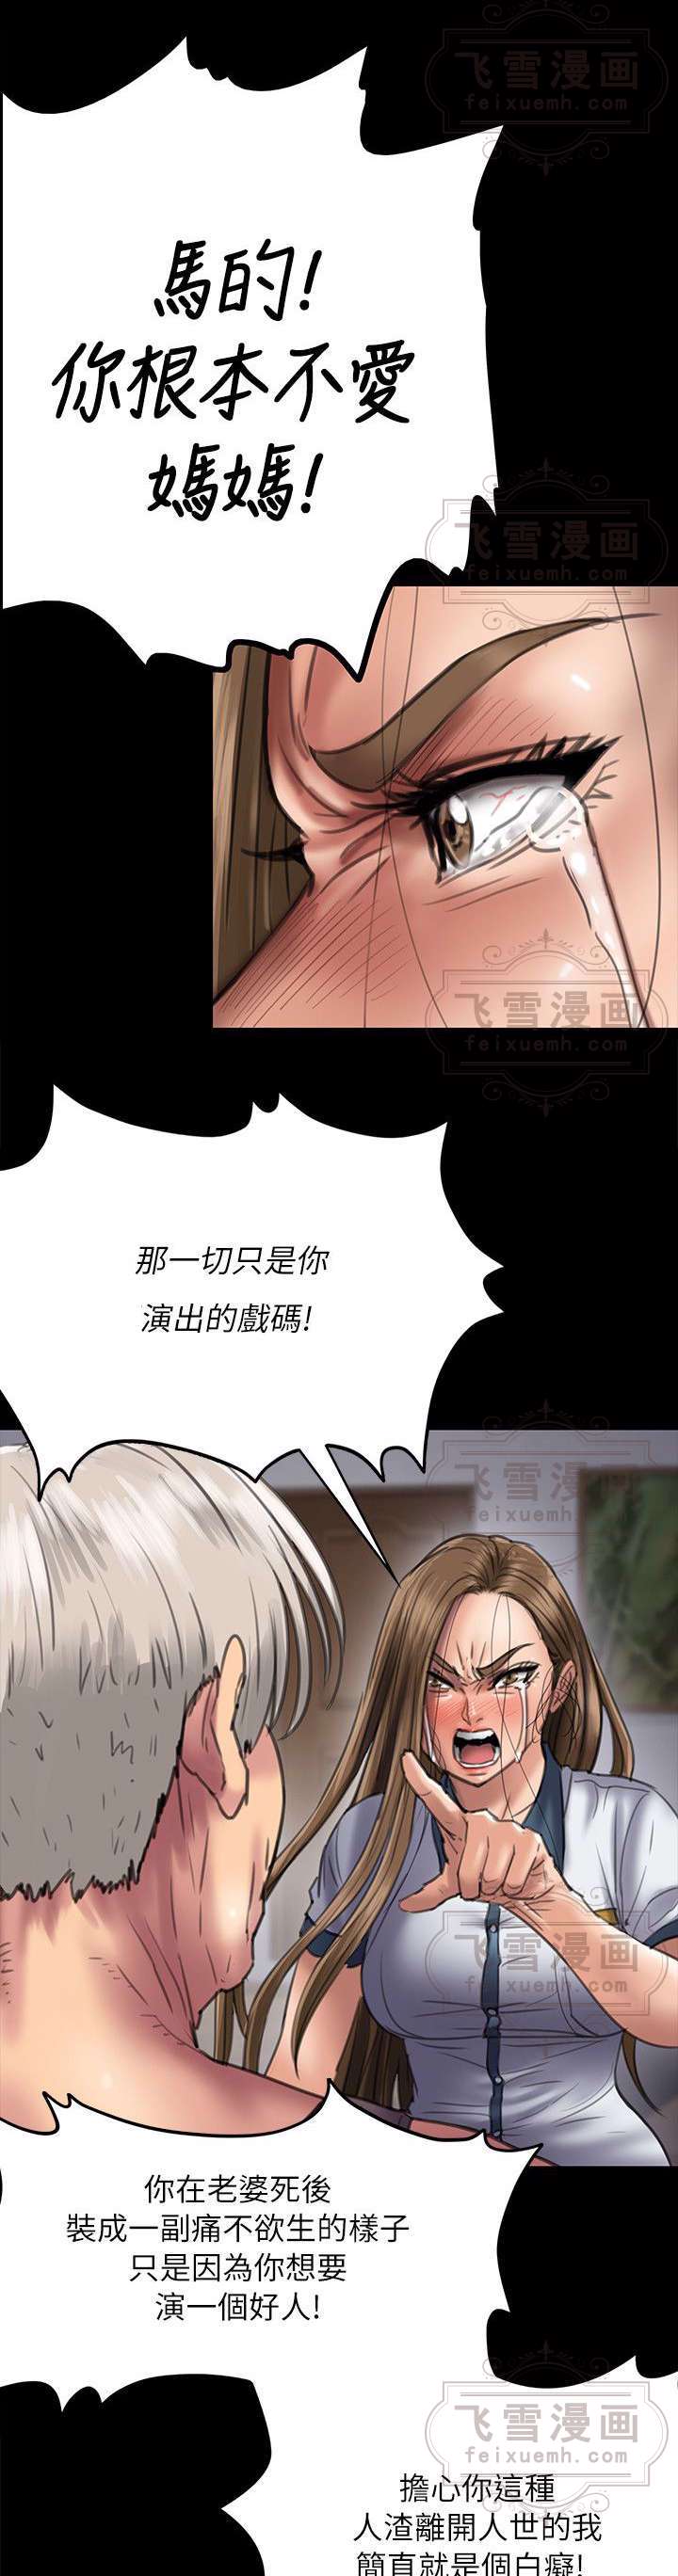 飞雪漫画
feixuemh.com
馬的!
你根本不愛
媽媽!
飞雪漫画
feixuemh.com
飞雪漫画
feixuemh.com
那一切只是你
演出的戲碼!
飞雪漫画
feixuemh.com
飞雪漫画
feixuemh.com
你在老婆死後
裝成一副痛不欲生的樣子
只是因為你想要
演一個好人!
飞雪漫画
feixuemh.com
擔心你這種
人渣離開人世的我
簡直就是個白癡!